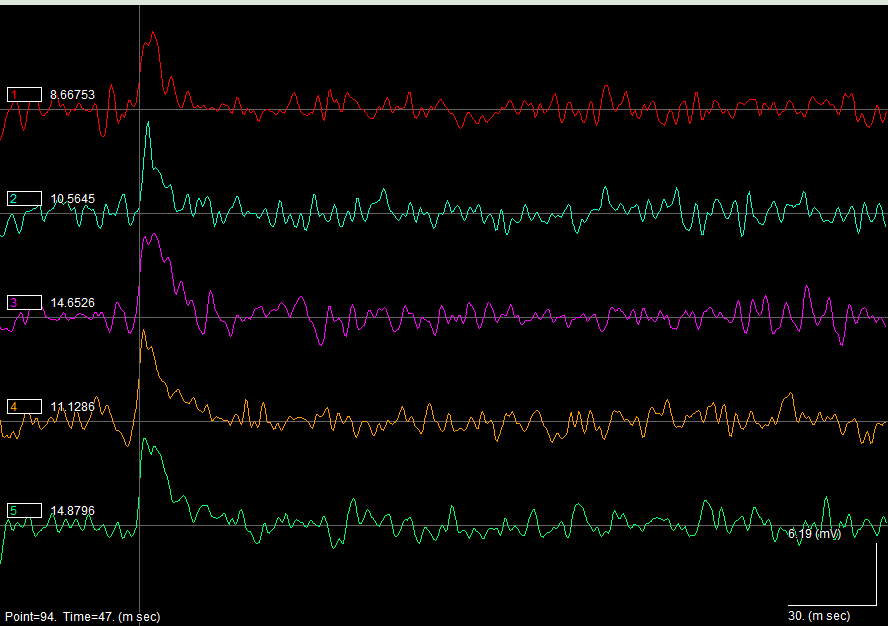 1 8.66753
2 10.5645
3 14.6526
4 11.1286
5 14.8796
6.19 (mV)
30. (m sec)
Point=94. Time=47. (m sec)